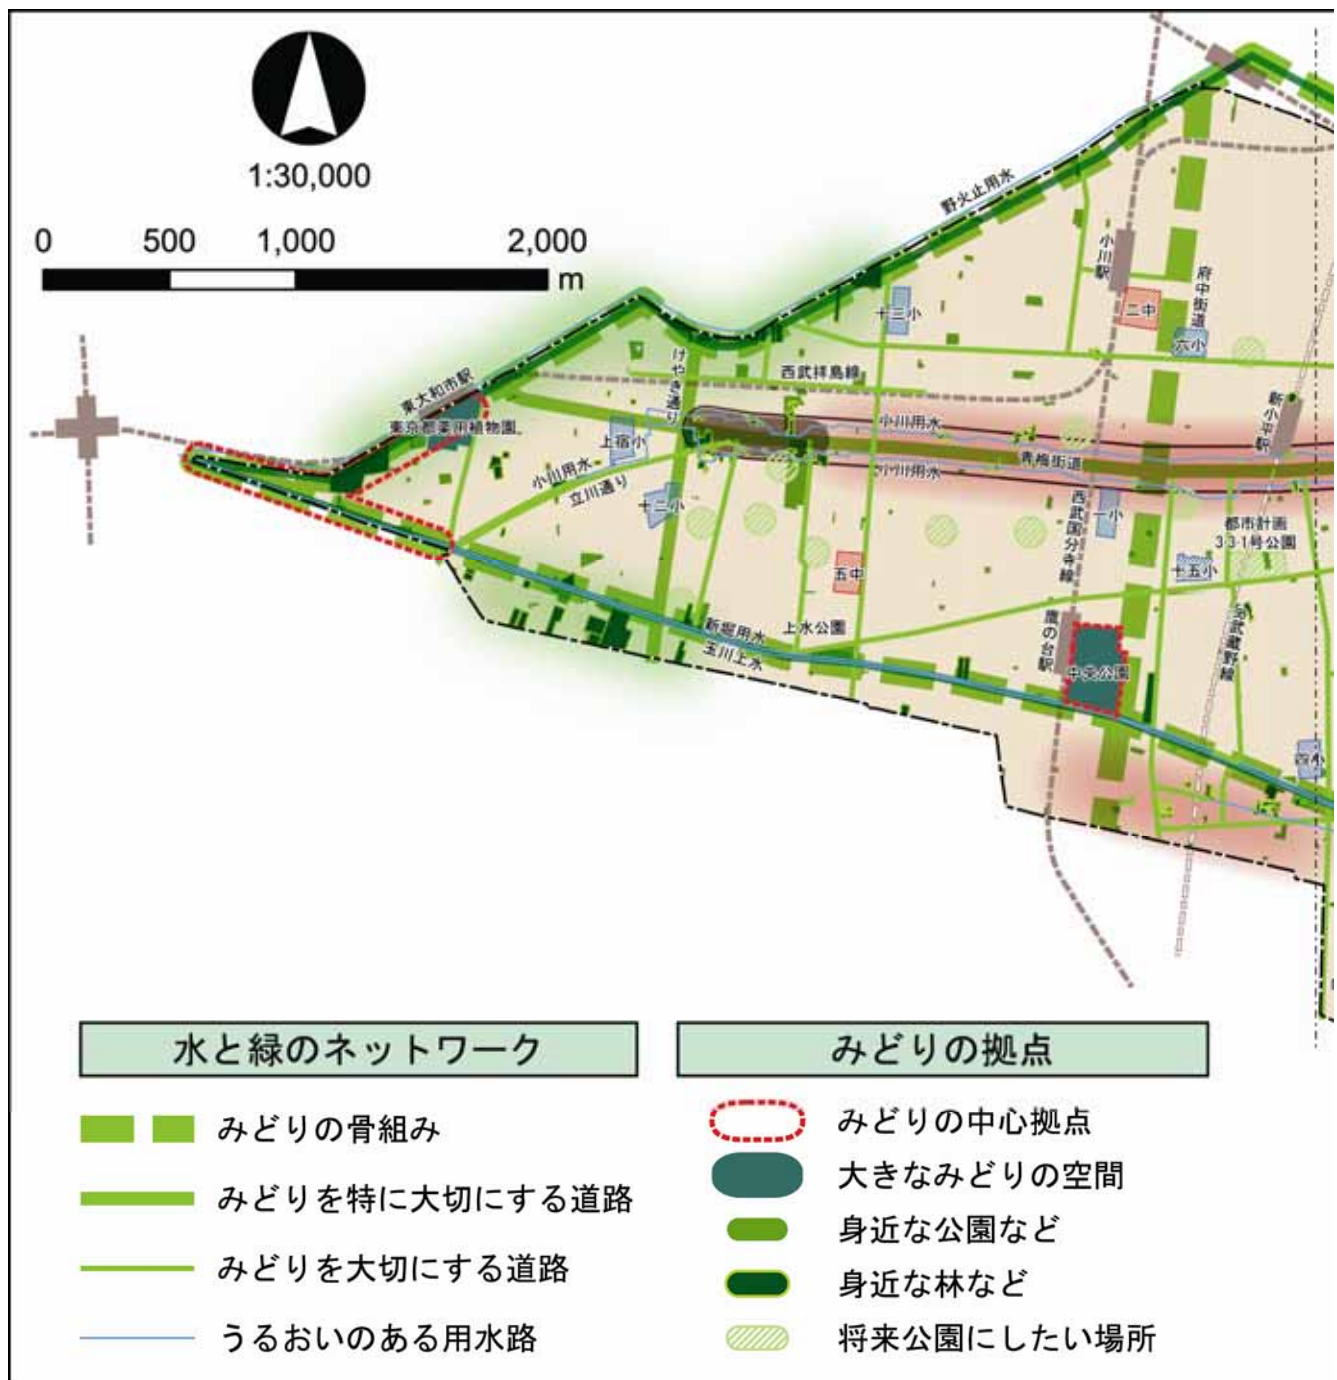 1:30,000
0 500 1,000 2,000
m
野火止用水
小川駅
府中街道
二中
六小
十三小
けやき通り
西武拝島線
新小平駅
東大和市駅
東京都薬用植物園
小川用水
上宿小
青梅街道
小川用水
小川用水
立川通り
十二小
西武国分寺線
一小
都市計画
3・3・1号公園
五中
十五小
新堀用水
上水公園
玉川上水
鷹の台駅
武蔵野線
中央公園
四小
水と緑のネットワーク
みどりの骨組み
みどりを特に大切にする道路
みどりを大切にする道路
うるおいのある用水路
みどりの拠点
みどりの中心拠点
大きなみどりの空間
身近な公園など
身近な林など
将来公園にしたい場所